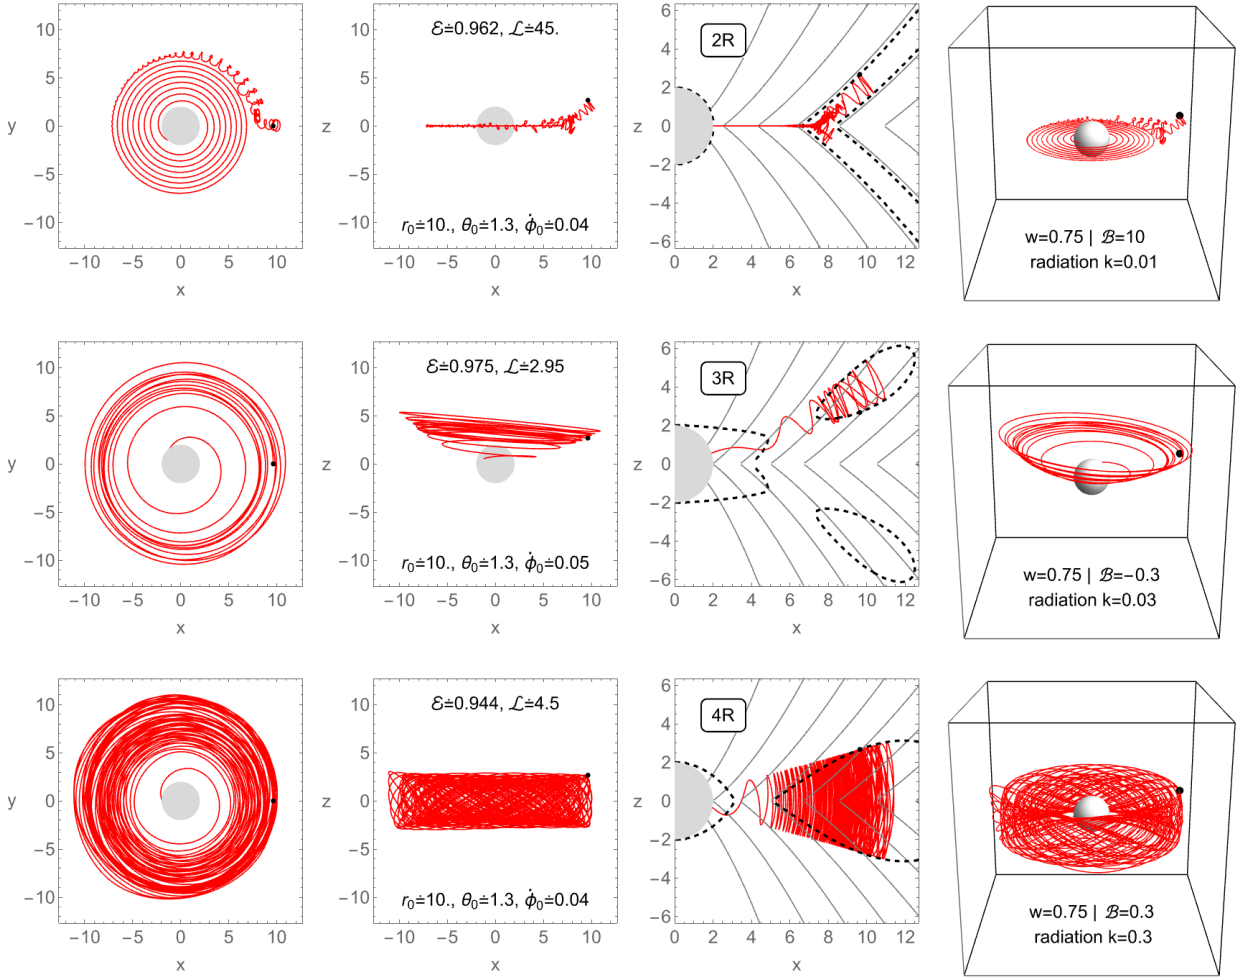 ℰ≐0.962, ℒ≐45.
r₀≐10., θ₀≐1.3, ϕ̇₀≐0.04
2R
w=0.75 | ℬ=10
radiation k=0.01
y
10
5
0
−5
−10
−10 −5 0 5 10
x
z
10
5
0
−5
−10
−10 −5 0 5 10
x
z
6
4
2
0
−2
−4
−6
0 2 4 6 8 10 12
x
ℰ≐0.975, ℒ≐2.95
r₀≐10., θ₀≐1.3, ϕ̇₀≐0.05
3R
w=0.75 | ℬ=−0.3
radiation k=0.03
y
10
5
0
−5
−10
−10 −5 0 5 10
x
z
10
5
0
−5
−10
−10 −5 0 5 10
x
z
6
4
2
0
−2
−4
−6
0 2 4 6 8 10 12
x
ℰ≐0.944, ℒ≐4.5
r₀≐10., θ₀≐1.3, ϕ̇₀≐0.04
4R
w=0.75 | ℬ=0.3
radiation k=0.3
y
10
5
0
−5
−10
−10 −5 0 5 10
x
z
10
5
0
−5
−10
−10 −5 0 5 10
x
z
6
4
2
0
−2
−4
−6
0 2 4 6 8 10 12
x